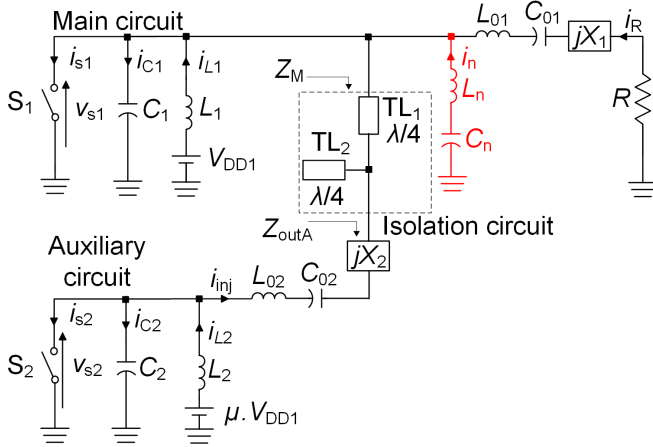 Main circuit
L01 C01 jX1 iR
is1 iC1 iL1 in
S1 vs1 C1 L1 ZM TL1 λ/4 Ln R
VDD1 TL2 λ/4 Cn
Isolation circuit
ZoutA
Auxiliary
circuit
jX2
iinj L02 C02
is2 iC2 iL2
S2 vs2 C2 L2
μ.VDD1